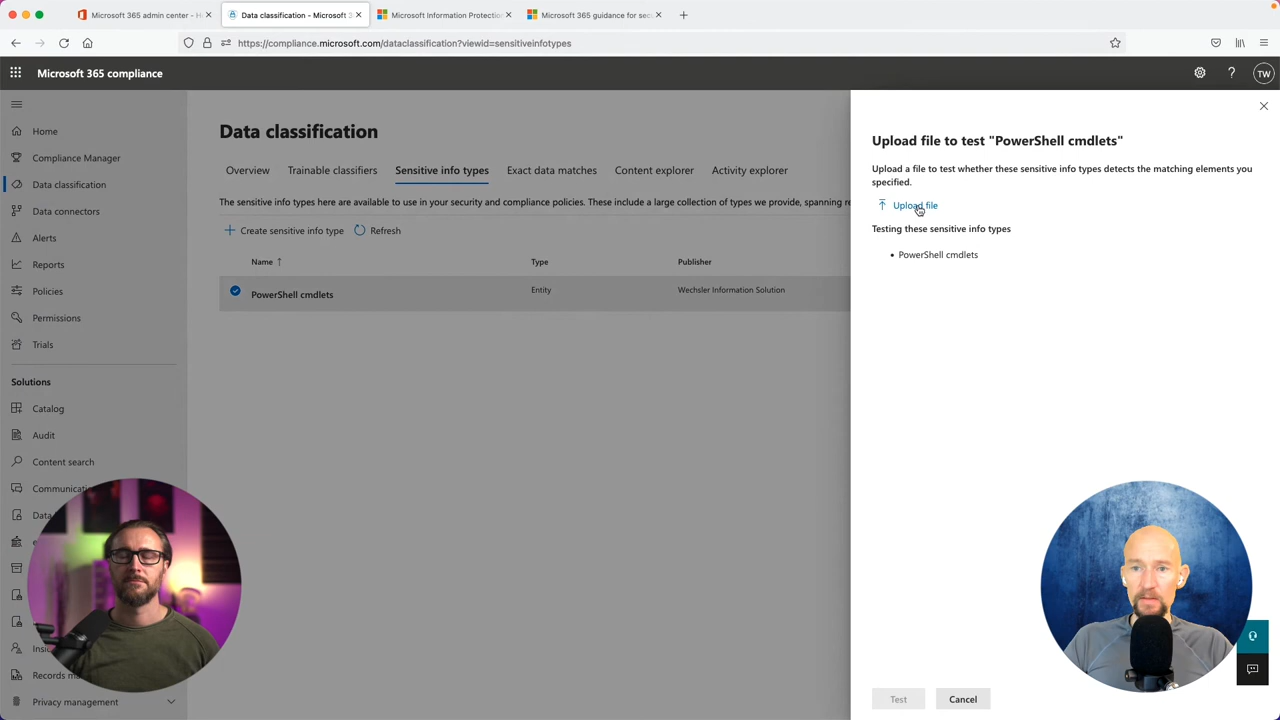 Microsoft 365 admin center - H
Data classification - Microsoft 3
Microsoft Information Protection
Microsoft 365 guidance for sec
https://compliance.microsoft.com/dataclassification?viewid=sensitiveinfotypes
Microsoft 365 compliance
TW
Home
Compliance Manager
Data classification
Data connectors
Alerts
Reports
Policies
Permissions
Trials
Solutions
Catalog
Audit
Content search
Communicatio
Data
e
Insi
Records m
Privacy management
Data classification
Overview
Trainable classifiers
Sensitive info types
Exact data matches
Content explorer
Activity explorer
The sensitive info types here are available to use in your security and compliance policies. These include a large collection of types we provide, spanning re
Create sensitive info type
Refresh
Name
Type
Publisher
PowerShell cmdlets
Entity
Wechsler Information Solution
Upload file to test "PowerShell cmdlets"
Upload a file to test whether these sensitive info types detects the matching elements you
specified.
Upload file
Testing these sensitive info types
• PowerShell cmdlets
Test
Cancel